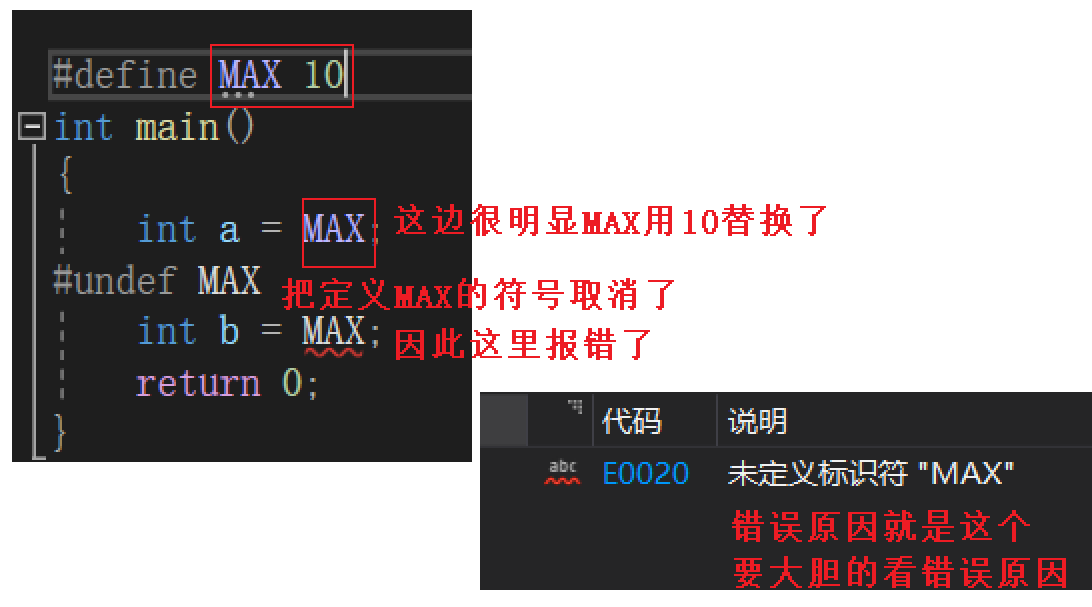 #define MAX 10
int main()
{
int a = MAX; 这边很明显MAX用10替换了
#undef MAX 把定义MAX的符号取消了
int b = MAX; 因此这里报错了
return 0;
}
代码 说明
abc E0020 未定义标识符 "MAX"
错误原因就是这个
要大胆的看错误原因